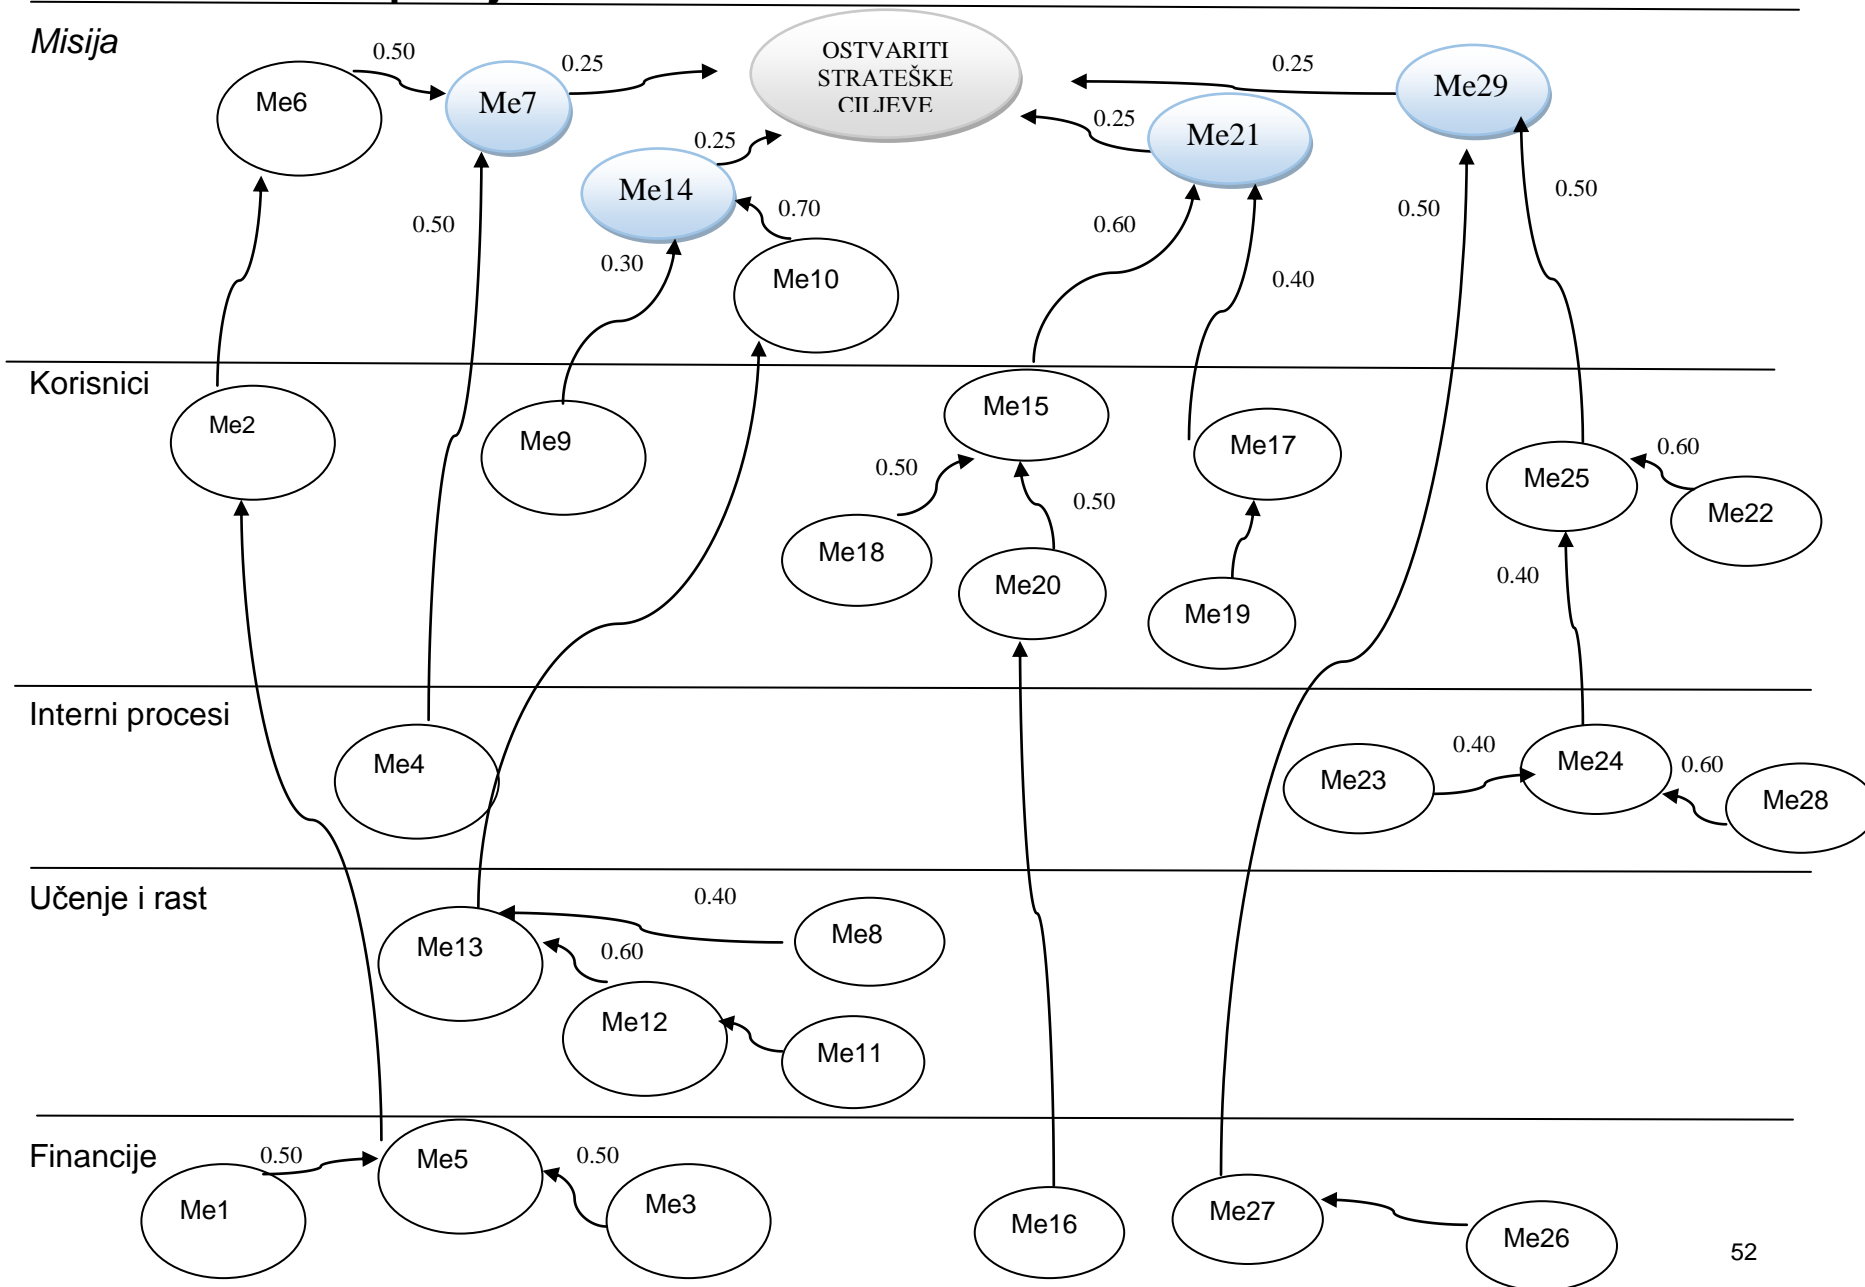 Misija
OSTVARITI
STRATEŠKE
CILJEVE
0.50
0.25
0.25
Me6
Me7
Me29
0.25
0.25
Me21
Me14
0.50
0.70
0.50
0.50
0.60
0.30
Me10
0.40
Korisnici
Me2
Me9
Me15
Me17
0.60
0.50
Me25
0.50
Me22
Me18
Me20
0.40
Me19
Interni procesi
Me4
0.40
Me24
0.60
Me23
Me28
Učenje i rast
0.40
Me13
0.60
Me8
Me12
Me11
Financije
0.50
Me5
0.50
Me1
Me3
Me16
Me27
Me26
52